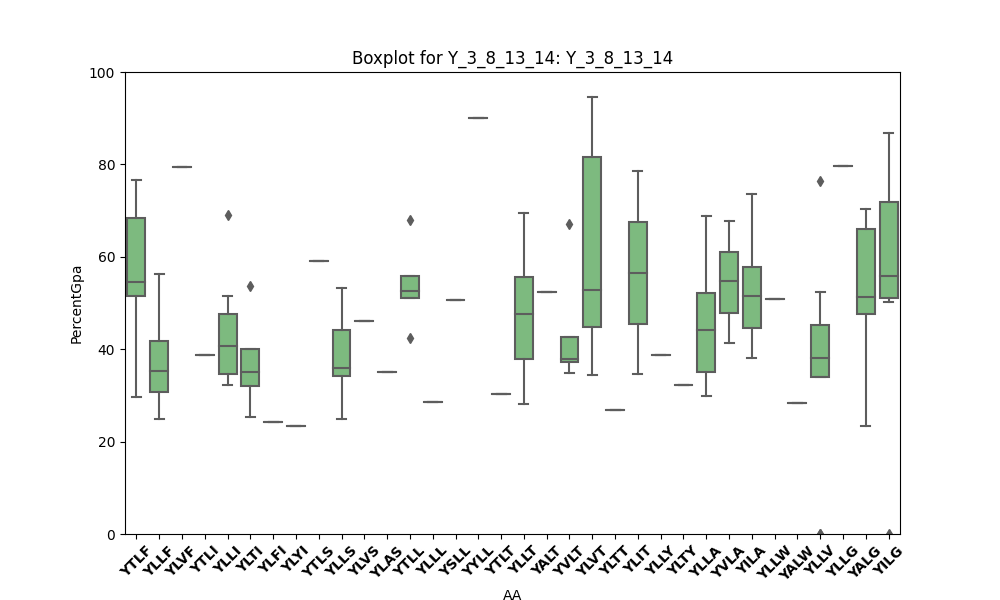 Boxplot for Y_3_8_13_14: Y_3_8_13_14
100
80
60
40
20
0
PercentGpa
YTLF YLLF YLVF YTLI YLLI YLTI YLFI YLYI YTLS YLLS YLVS YLAS YTLL YLLL YSLL YYLL YTLT YLLT YALT YVLT YLVT YLTT YLIT YLLY YLTY YLLA YVLA YILA YLLW YALW YLLV YLLG YALG YILG
AA